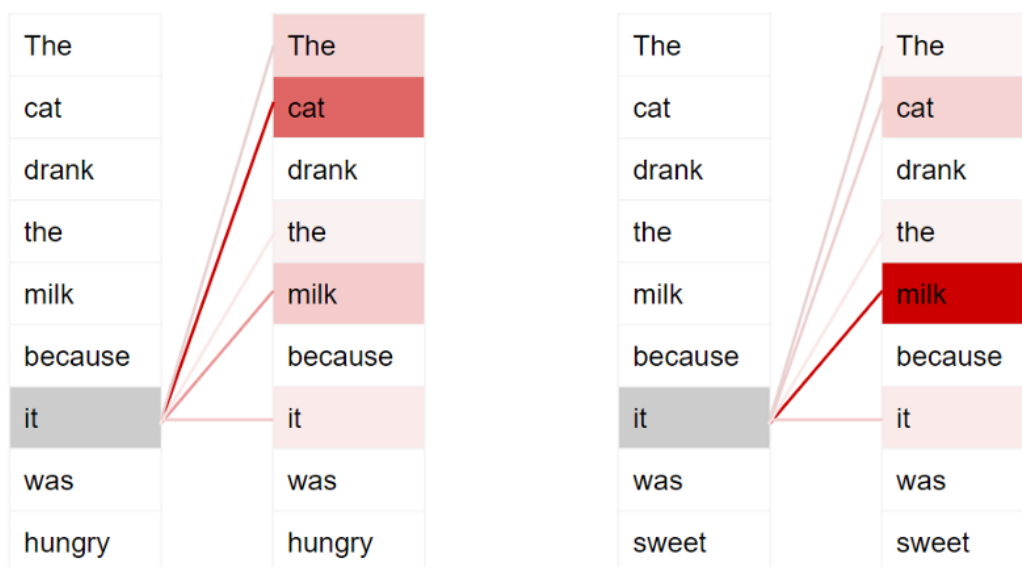 The The The The
cat cat cat cat
drank drank drank drank
the the the the
milk milk milk milk
because because because because
it it it it
was was was was
hungry hungry sweet sweet